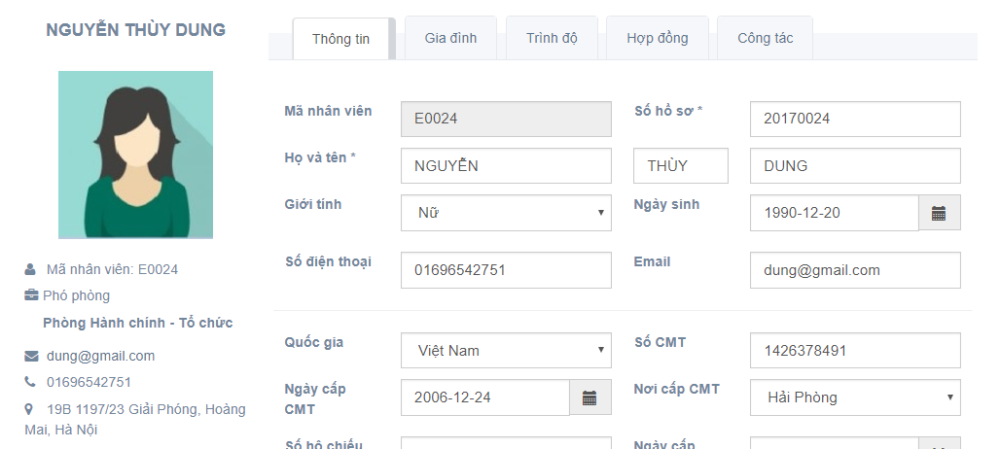 NGUYỄN THÙY DUNG
Mã nhân viên: E0024
Phó phòng
Phòng Hành chính - Tổ chức
dung@gmail.com
01696542751
19B 1197/23 Giải Phóng, Hoàng
Mai, Hà Nội
Thông tin Gia đình Trình độ Hợp đồng Công tác
Mã nhân viên E0024 Số hồ sơ * 20170024
Họ và tên * NGUYỄN THÙY DUNG
Giới tính Nữ Ngày sinh 1990-12-20
Số điện thoại 01696542751 Email dung@gmail.com
Quốc gia Việt Nam Số CMT 1426378491
Ngày cấp CMT 2006-12-24 Nơi cấp CMT Hải Phòng
Số hộ chiếu Ngày cấp